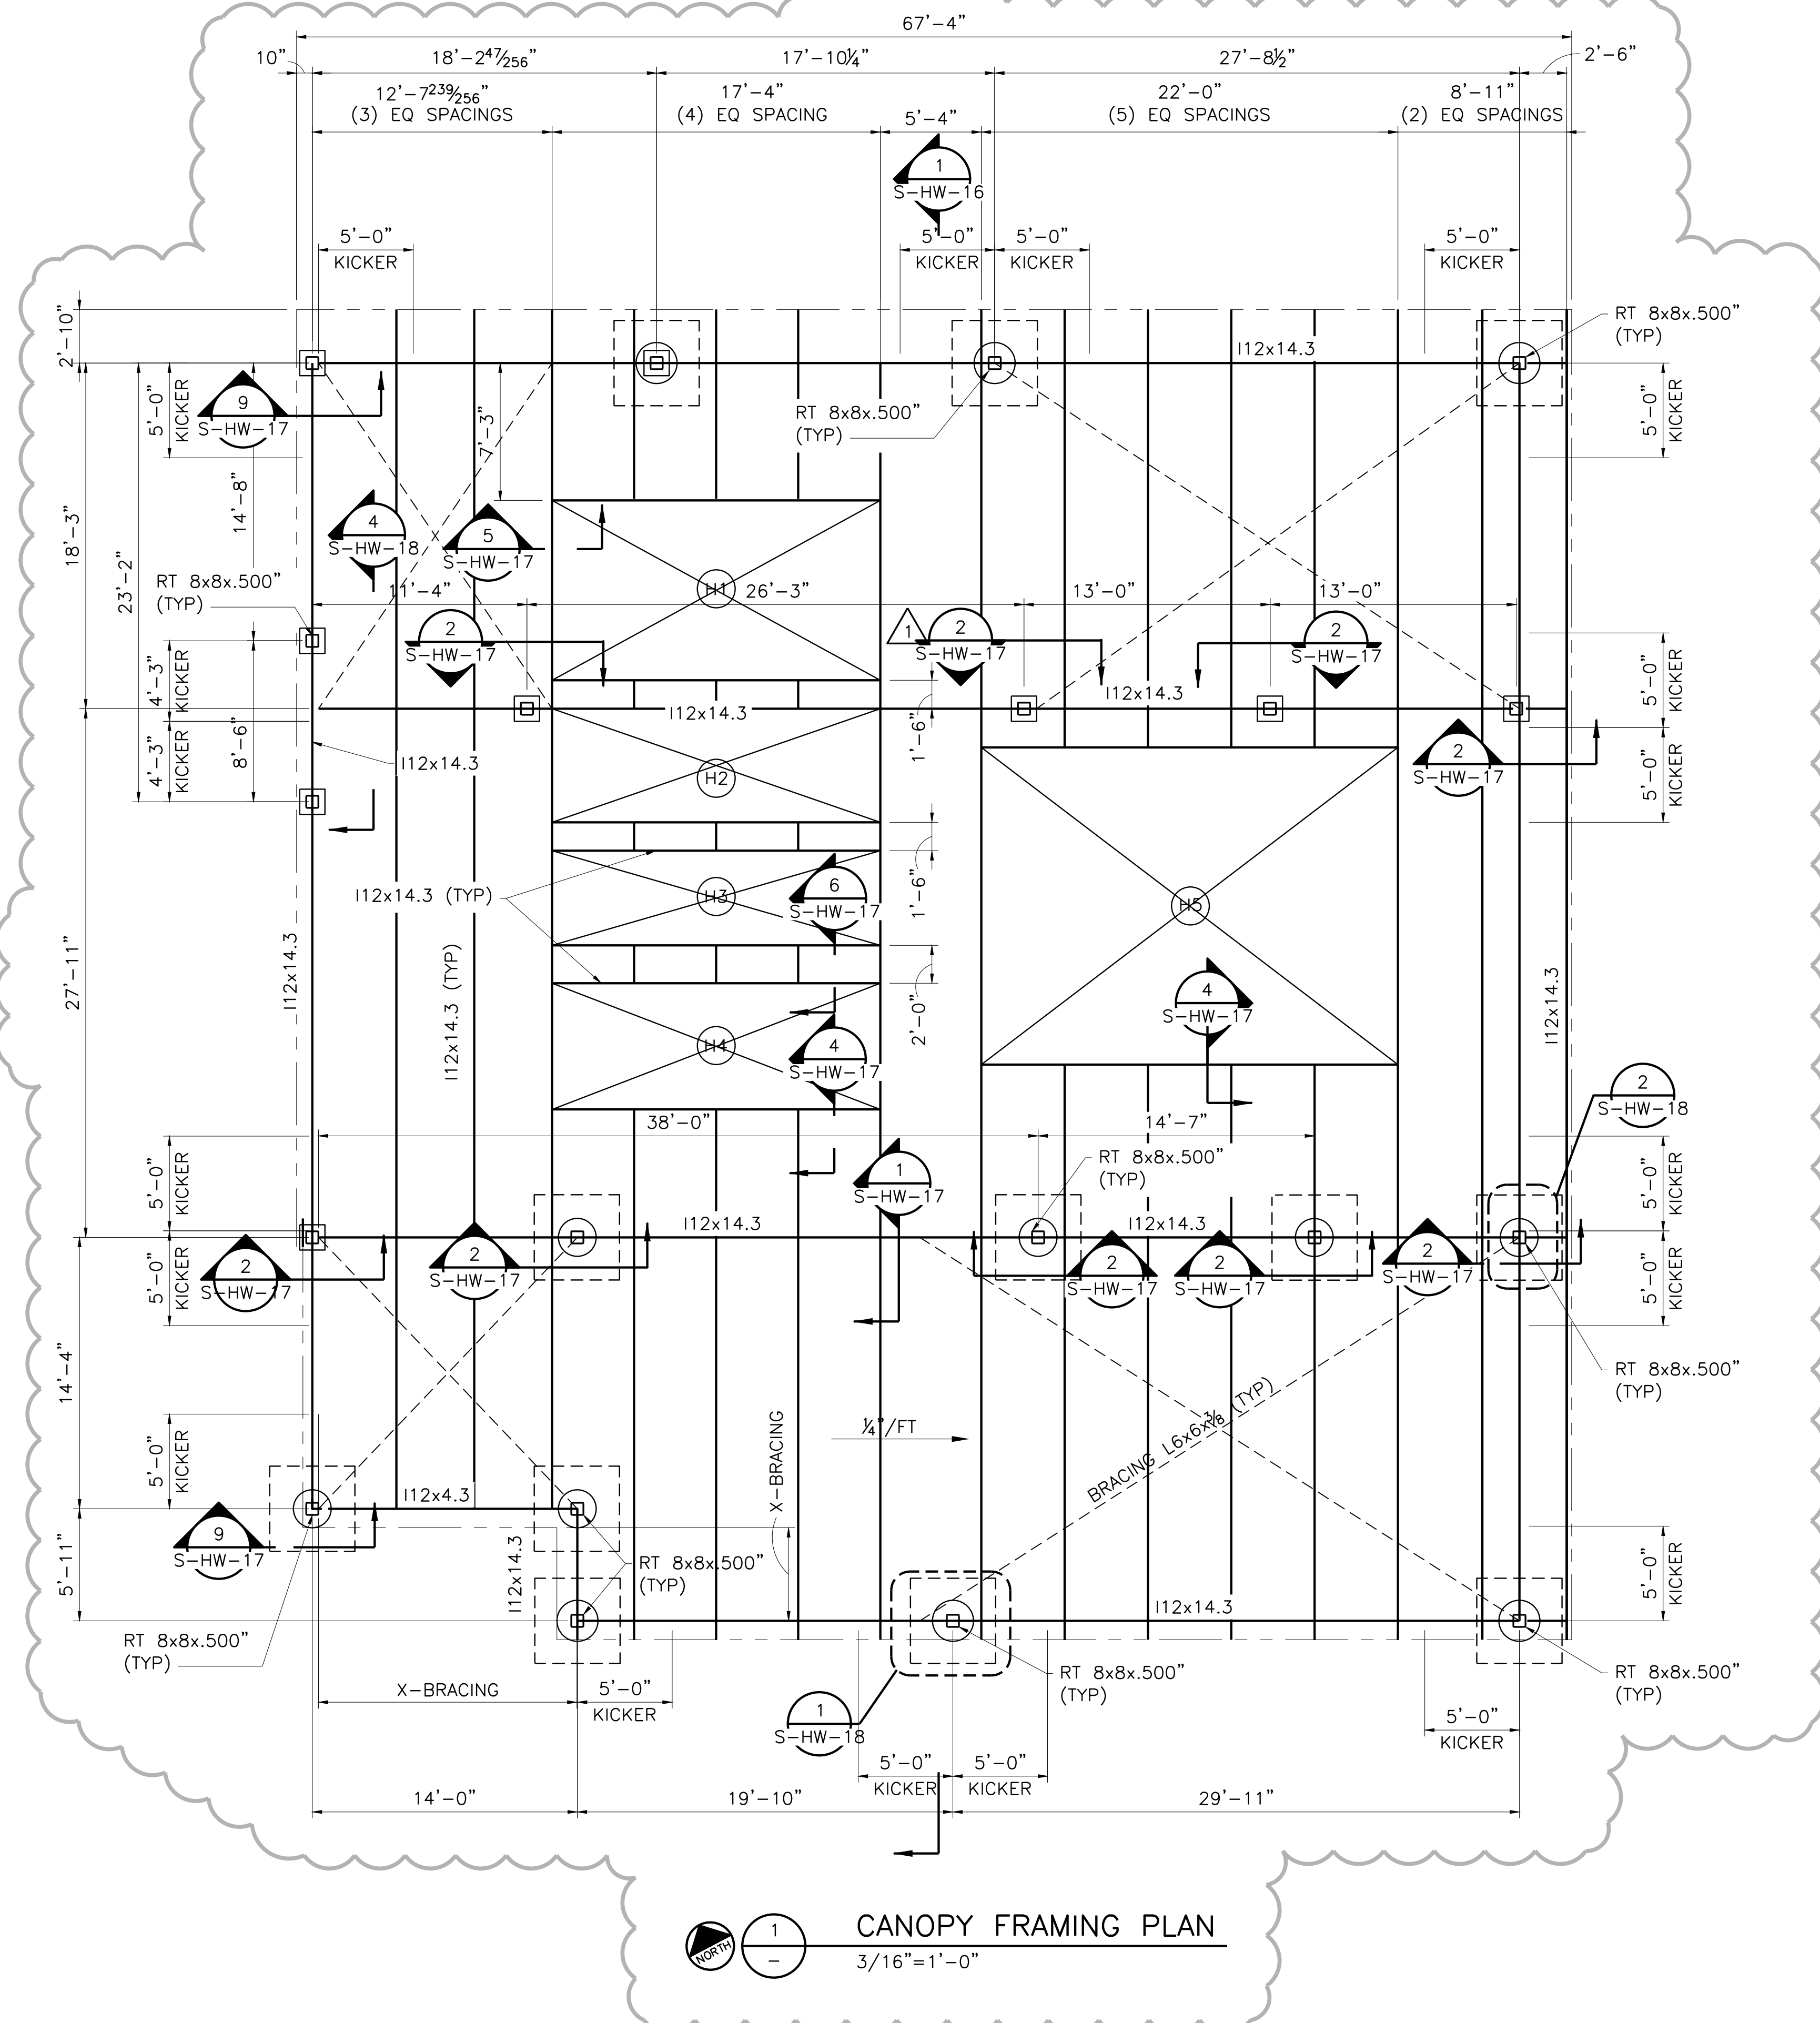 67'-4"
10"
18'-2 47/256"
17'-10 1/4"
27'-8 1/2"
2'-6"
12'-7 239/256"
(3) EQ SPACINGS
17'-4"
(4) EQ SPACING
5'-4"
22'-0"
(5) EQ SPACINGS
8'-11"
(2) EQ SPACINGS
1
S-HW-16
5'-0"
KICKER
5'-0"
KICKER
5'-0"
KICKER
5'-0"
KICKER
2'-10"
RT 8x8x.500"
(TYP)
I12x14.3
5'-0"
KICKER
9
S-HW-17
7'-3"
RT 8x8x.500"
(TYP)
5'-0"
KICKER
14'-8"
18'-3"
23'-2"
4
S-HW-18
5
S-HW-17
RT 8x8x.500"
(TYP)
11'-4"
H1
26'-3"
13'-0"
13'-0"
2
S-HW-17
1
2
S-HW-17
2
S-HW-17
4'-3"
KICKER
5'-0"
KICKER
I12x14.3
I12x14.3
8'-6"
4'-3"
KICKER
I12x14.3
1'-6"
H2
2
S-HW-17
5'-0"
KICKER
I12x14.3 (TYP)
H3
6
S-HW-17
1'-6"
H5
27'-11"
I12x14.3
I12x14.3 (TYP)
2'-0"
4
S-HW-17
I12x14.3
H4
4
S-HW-17
2
S-HW-18
38'-0"
14'-7"
RT 8x8x.500"
(TYP)
5'-0"
KICKER
1
S-HW-17
5'-0"
KICKER
I12x14.3
I12x14.3
2
S-HW-17
2
S-HW-17
2
S-HW-17
2
S-HW-17
2
S-HW-17
5'-0"
KICKER
5'-0"
KICKER
14'-4"
RT 8x8x.500"
(TYP)
1/4"/FT
X-BRACING
BRACING L6x6x3/8 (TYP)
5'-0"
KICKER
I12x4.3
9
S-HW-17
I12x14.3
RT 8x8x.500"
(TYP)
5'-11"
5'-0"
KICKER
I12x14.3
RT 8x8x.500"
(TYP)
RT 8x8x.500"
(TYP)
RT 8x8x.500"
(TYP)
X-BRACING
5'-0"
KICKER
1
S-HW-18
5'-0"
KICKER
5'-0"
KICKER
5'-0"
KICKER
14'-0"
19'-10"
29'-11"
NORTH
1
-
CANOPY FRAMING PLAN
3/16"=1'-0"